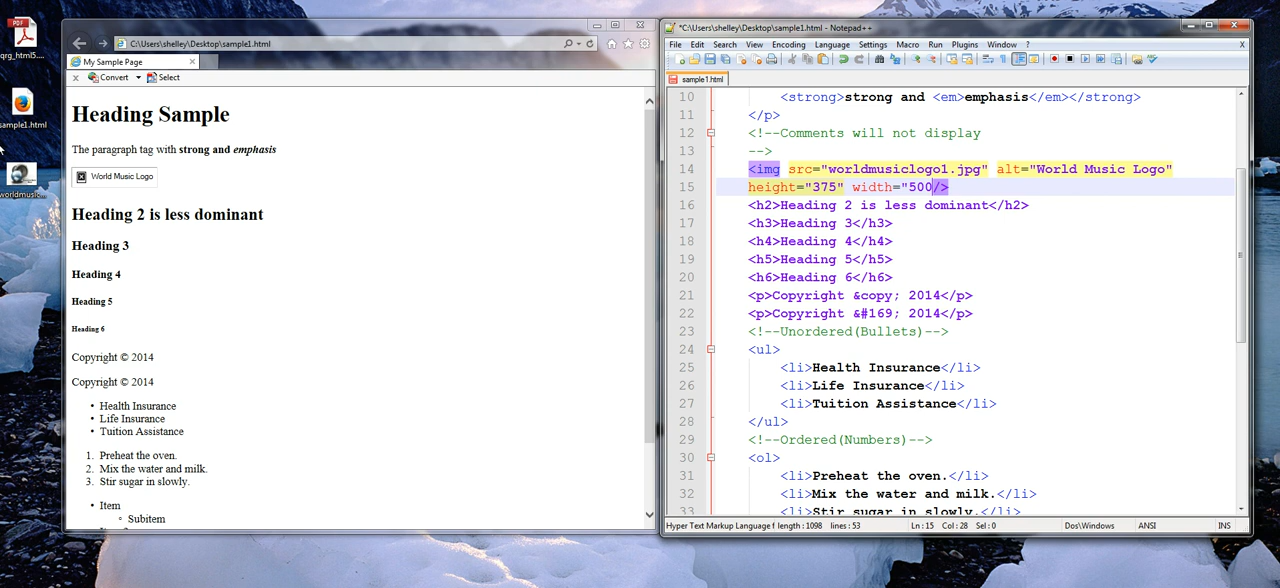 PDF
qrg_html5....
sample1.html
worldmusic...
C:\Users\shelley\Desktop\sample1.html
My Sample Page
x Convert Select
Heading Sample
The paragraph tag with strong and emphasis
World Music Logo
Heading 2 is less dominant
Heading 3
Heading 4
Heading 5
Heading 6
Copyright © 2014
Copyright © 2014
• Health Insurance
• Life Insurance
• Tuition Assistance
1. Preheat the oven.
2. Mix the water and milk.
3. Stir sugar in slowly.
• Item
◦ Subitem
*C:\Users\shelley\Desktop\sample1.html - Notepad++
File Edit Search View Encoding Language Settings Macro Run Plugins Window ? X
sample1.html
10 <strong>strong and <em>emphasis</em></strong>
11 </p>
12 <!--Comments will not display
13 -->
14 <img src="worldmusiclogo1.jpg" alt="World Music Logo"
15 height="375" width="500/>
16 <h2>Heading 2 is less dominant</h2>
17 <h3>Heading 3</h3>
18 <h4>Heading 4</h4>
19 <h5>Heading 5</h5>
20 <h6>Heading 6</h6>
21 <p>Copyright &copy; 2014</p>
22 <p>Copyright &#169; 2014</p>
23 <!--Unordered(Bullets)-->
24 <ul>
25 <li>Health Insurance</li>
26 <li>Life Insurance</li>
27 <li>Tuition Assistance</li>
28 </ul>
29 <!--Ordered(Numbers)-->
30 <ol>
31 <li>Preheat the oven.</li>
32 <li>Mix the water and milk.</li>
33 <li>Stir sugar in slowly.</li>
Hyper Text Markup Language f length : 1098 lines : 53 Ln : 15 Col : 28 Sel : 0 Dos\Windows ANSI INS